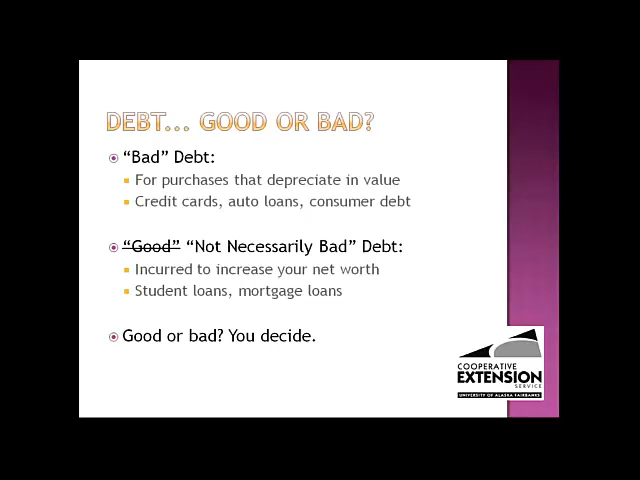 DEBT... GOOD OR BAD?
“Bad” Debt:
For purchases that depreciate in value
Credit cards, auto loans, consumer debt
“Good” “Not Necessarily Bad” Debt:
Incurred to increase your net worth
Student loans, mortgage loans
Good or bad? You decide.
COOPERATIVE
EXTENSION
SERVICE
UNIVERSITY OF ALASKA FAIRBANKS